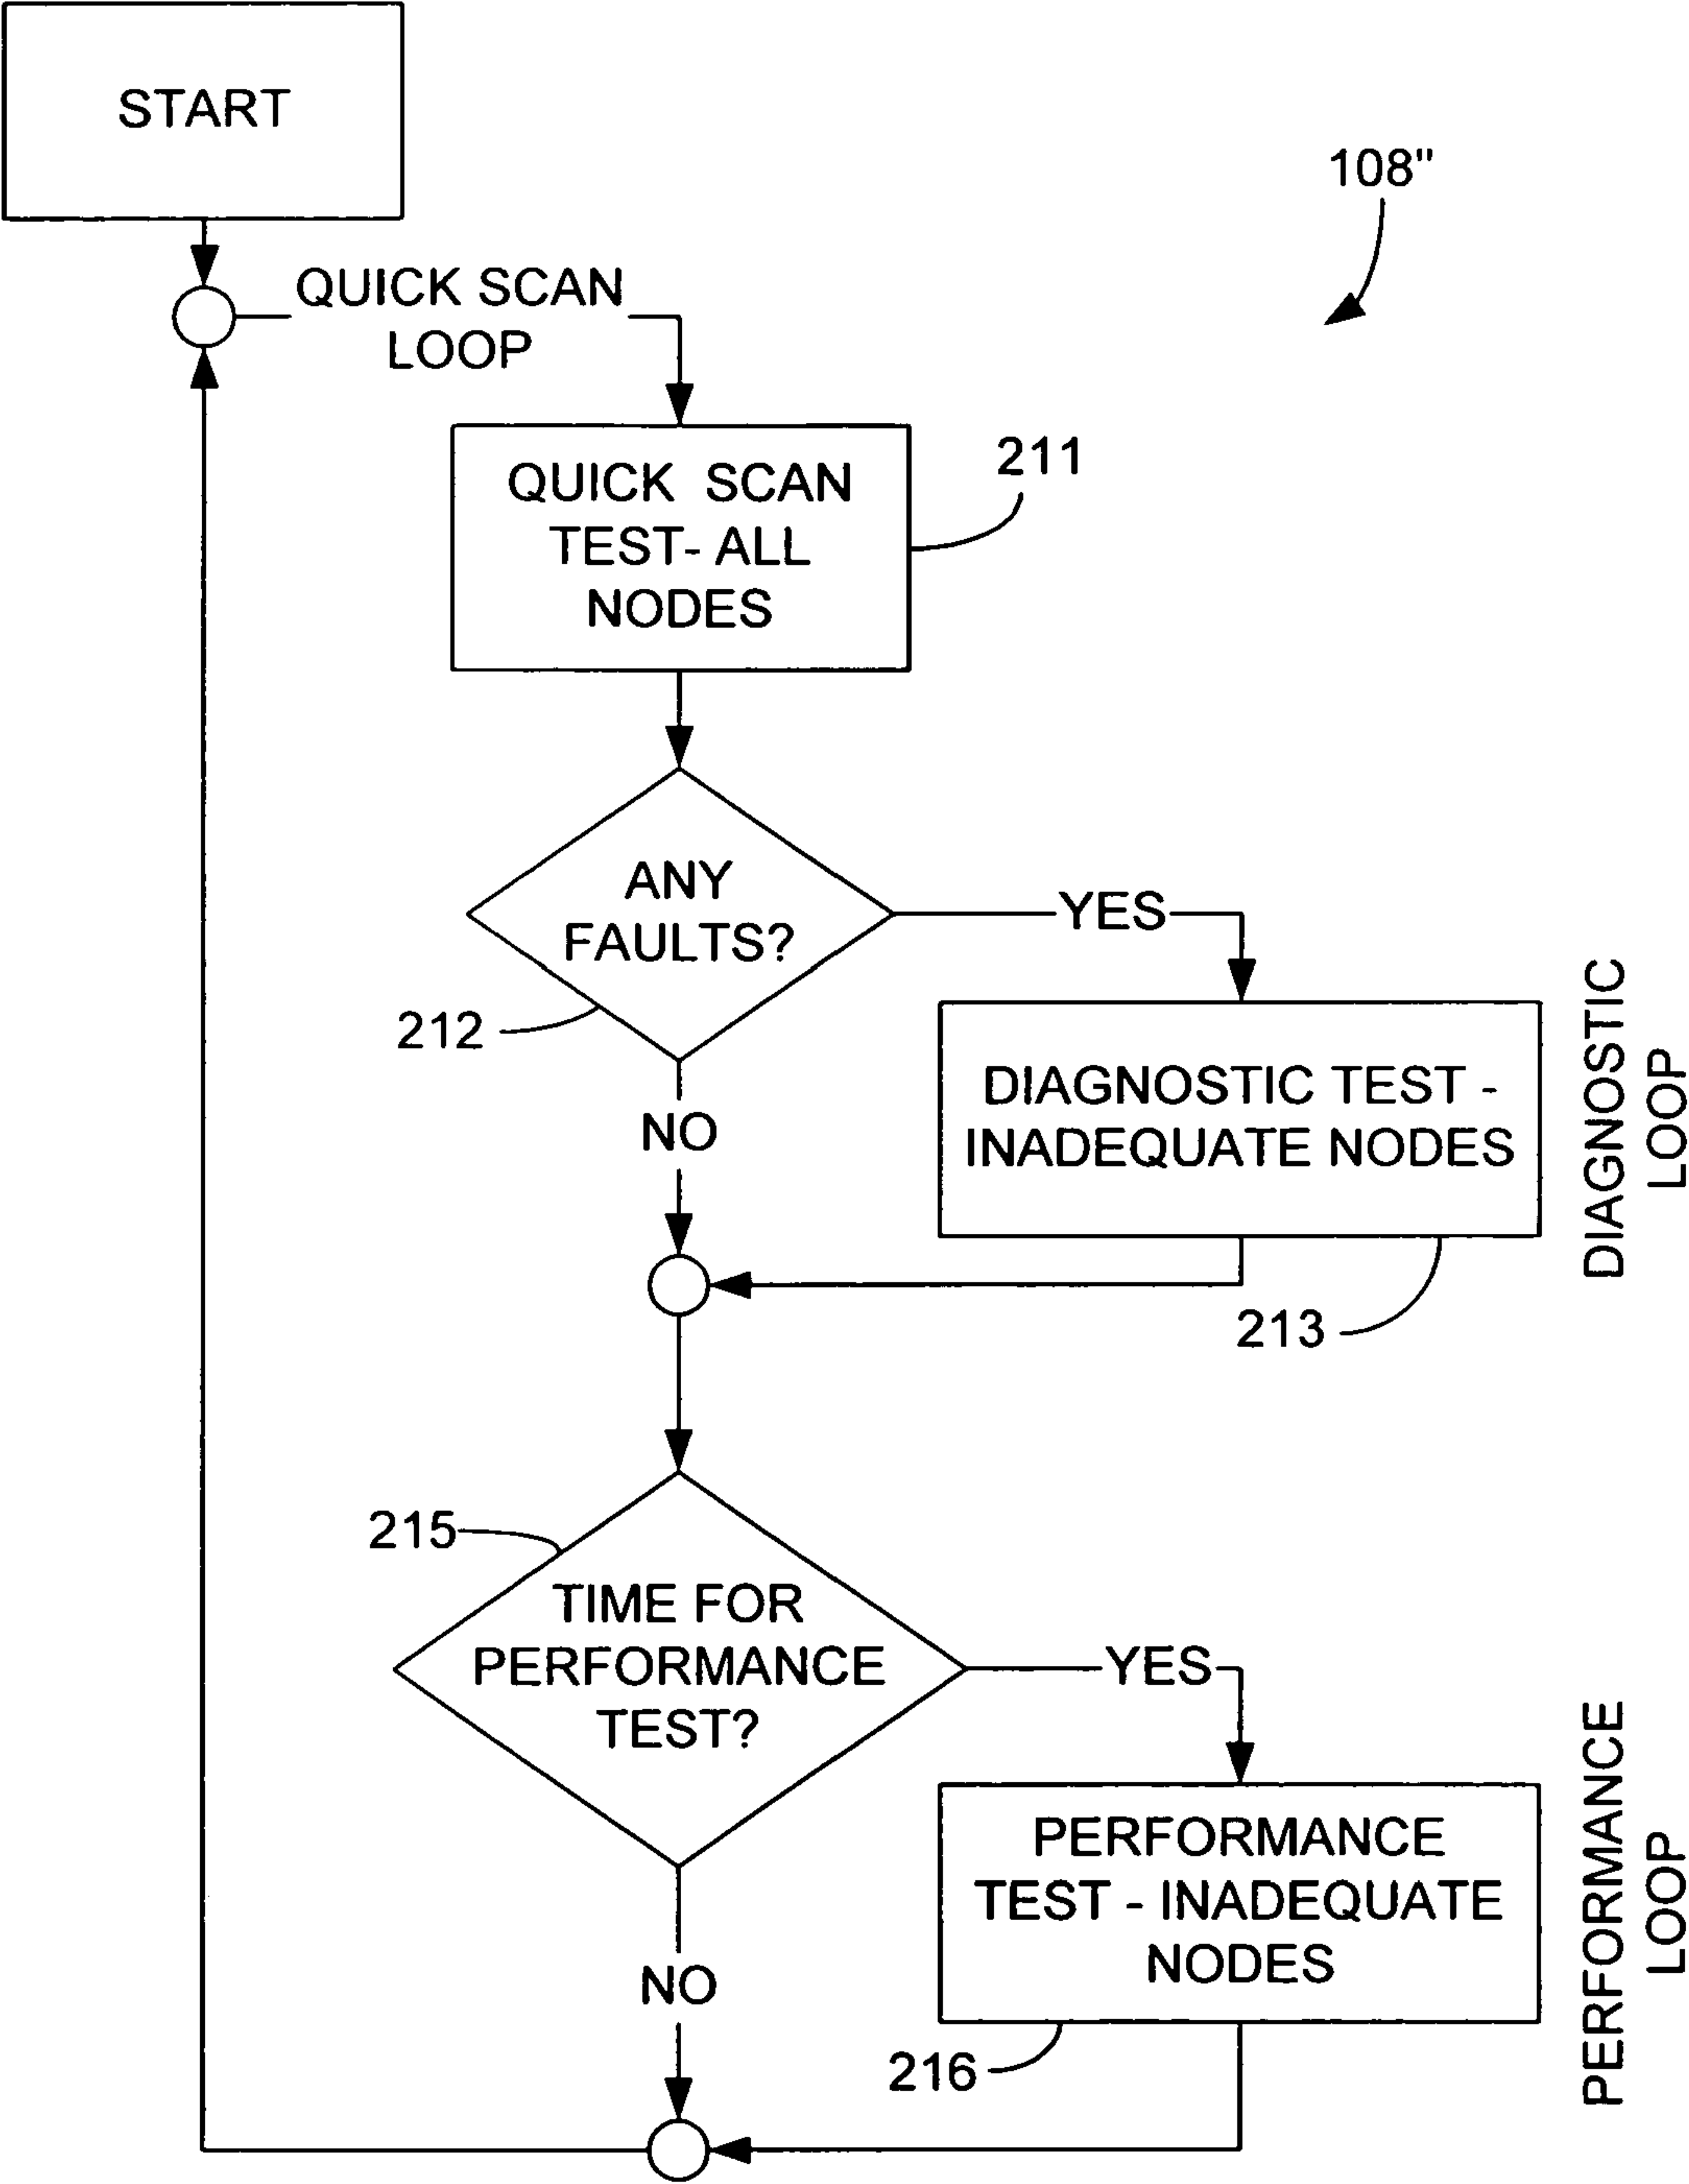 START
108"
QUICK SCAN
LOOP
211
QUICK SCAN
TEST- ALL
NODES
ANY
FAULTS?
YES
212
NO
DIAGNOSTIC TEST -
INADEQUATE NODES
DIAGNOSTIC
LOOP
213
215
TIME FOR
PERFORMANCE
TEST?
YES
PERFORMANCE
TEST - INADEQUATE
NODES
PERFORMANCE
LOOP
NO
216